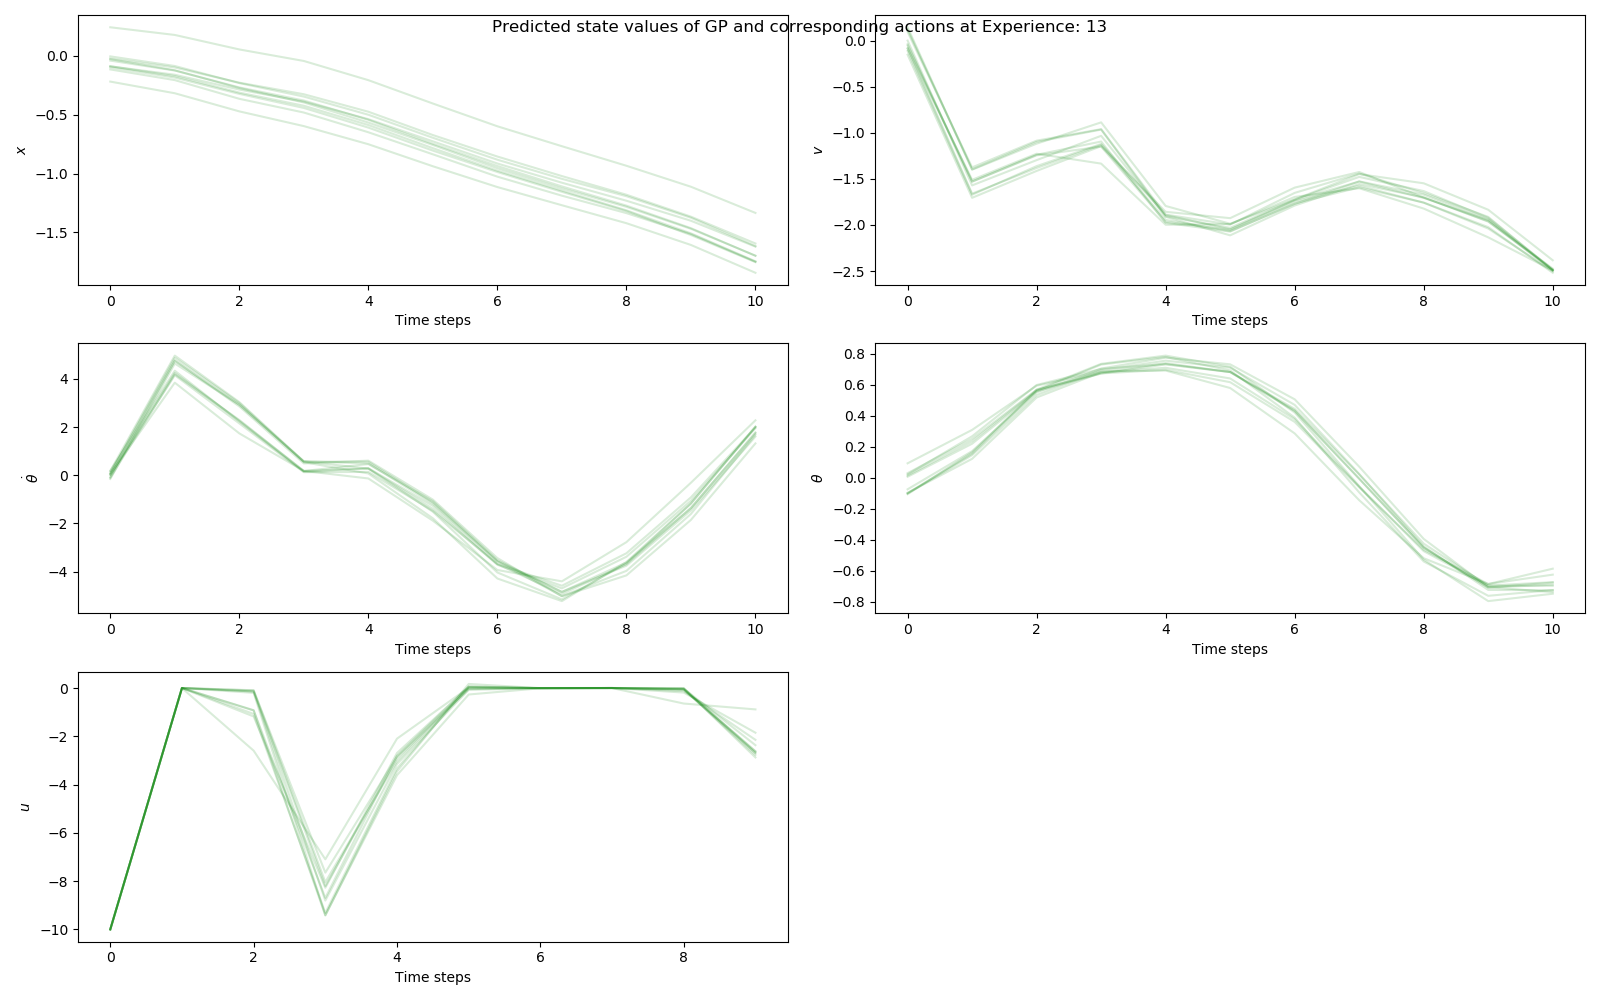 Predicted state values of GP and corresponding actions at Experience: 13
0.0
−0.5
−1.0
−1.5
x
0 2 4 6 8 10
Time steps
0.0
−0.5
−1.0
−1.5
−2.0
−2.5
v
0 2 4 6 8 10
Time steps
4
2
0
−2
−4
θ̇
0 2 4 6 8 10
Time steps
0.8
0.6
0.4
0.2
0.0
−0.2
−0.4
−0.6
−0.8
θ
0 2 4 6 8 10
Time steps
0
−2
−4
−6
−8
−10
u
0 2 4 6 8
Time steps